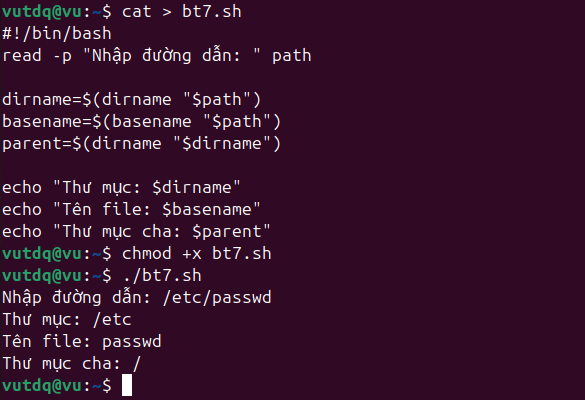 vutdq@vu:~$ cat > bt7.sh
#!/bin/bash
read -p "Nhập đường dẫn: " path
dirname=$(dirname "$path")
basename=$(basename "$path")
parent=$(dirname "$dirname")
echo "Thư mục: $dirname"
echo "Tên file: $basename"
echo "Thư mục cha: $parent"
vutdq@vu:~$ chmod +x bt7.sh
vutdq@vu:~$ ./bt7.sh
Nhập đường dẫn: /etc/passwd
Thư mục: /etc
Tên file: passwd
Thư mục cha: /
vutdq@vu:~$